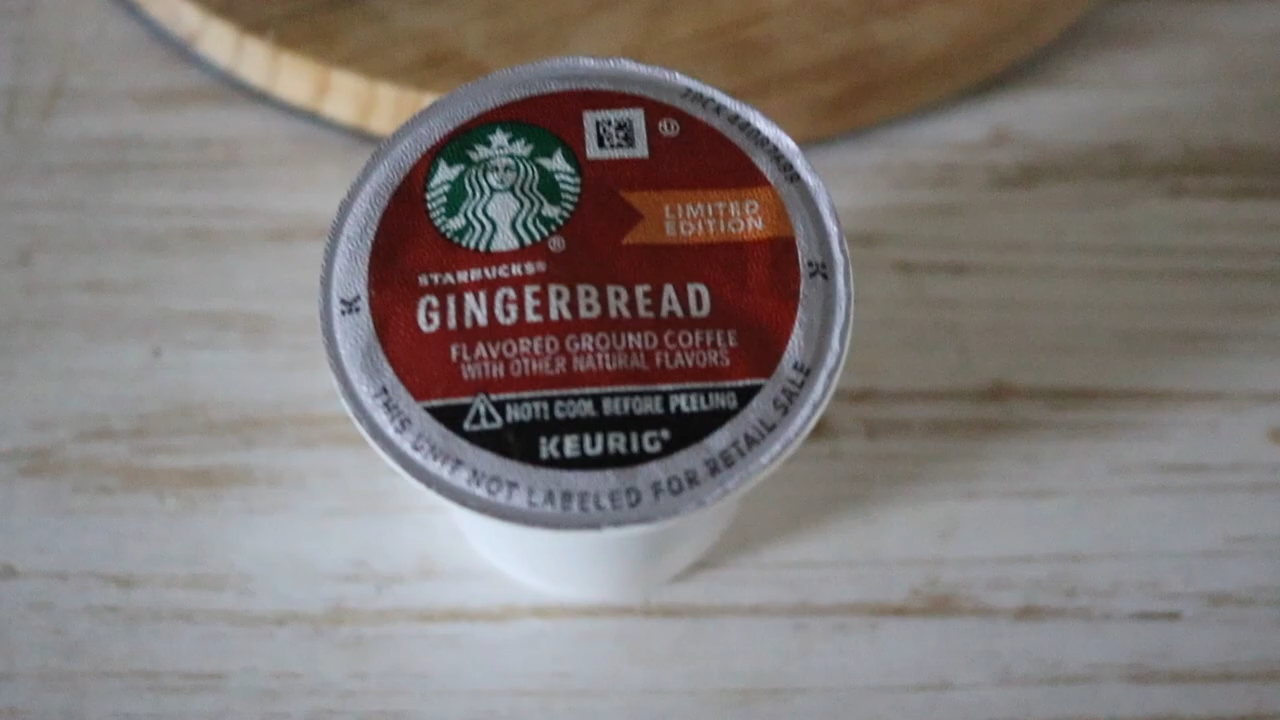 LIMITED
EDITION
STARBUCKS®
GINGERBREAD
FLAVORED GROUND COFFEE
WITH OTHER NATURAL FLAVORS
HOT! COOL BEFORE PEELING
KEURIG®
THIS UNIT NOT LABELED FOR RETAIL SALE